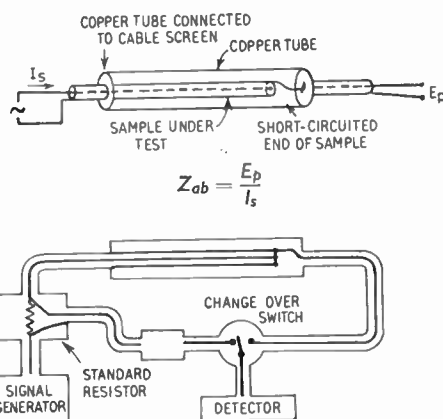 COPPER TUBE CONNECTED
TO CABLE SCREEN
COPPER TUBE
Is
Ep
SAMPLE UNDER
TEST
SHORT-CIRCUITED
END OF SAMPLE
Zab = Ep / Is
CHANGE OVER
SWITCH
STANDARD
RESISTOR
SIGNAL
GENERATOR
DETECTOR